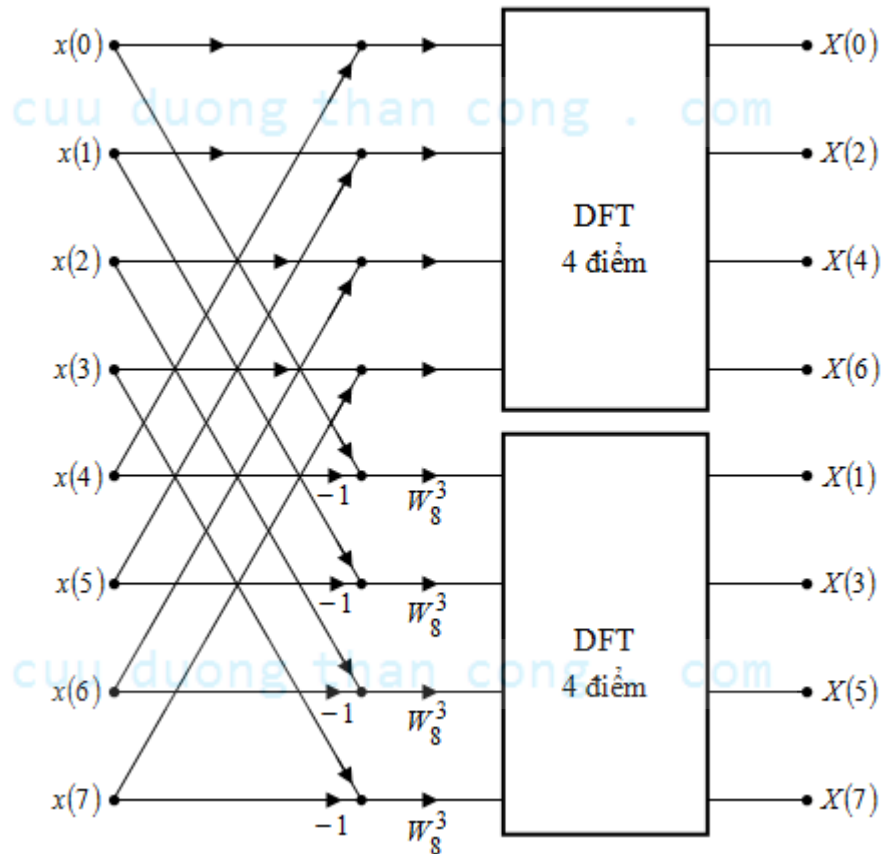 x(0) X(0)
cuu duong than cong . com
x(1) X(2)
DFT
x(2) 4 điểm X(4)
x(3) X(6)
x(4) X(1)
−1 W_8^3
x(5) X(3)
−1 W_8^3
DFT
4 điểm
cuu duong than cong . com
x(6) X(5)
−1 W_8^3
x(7) X(7)
−1 W_8^3